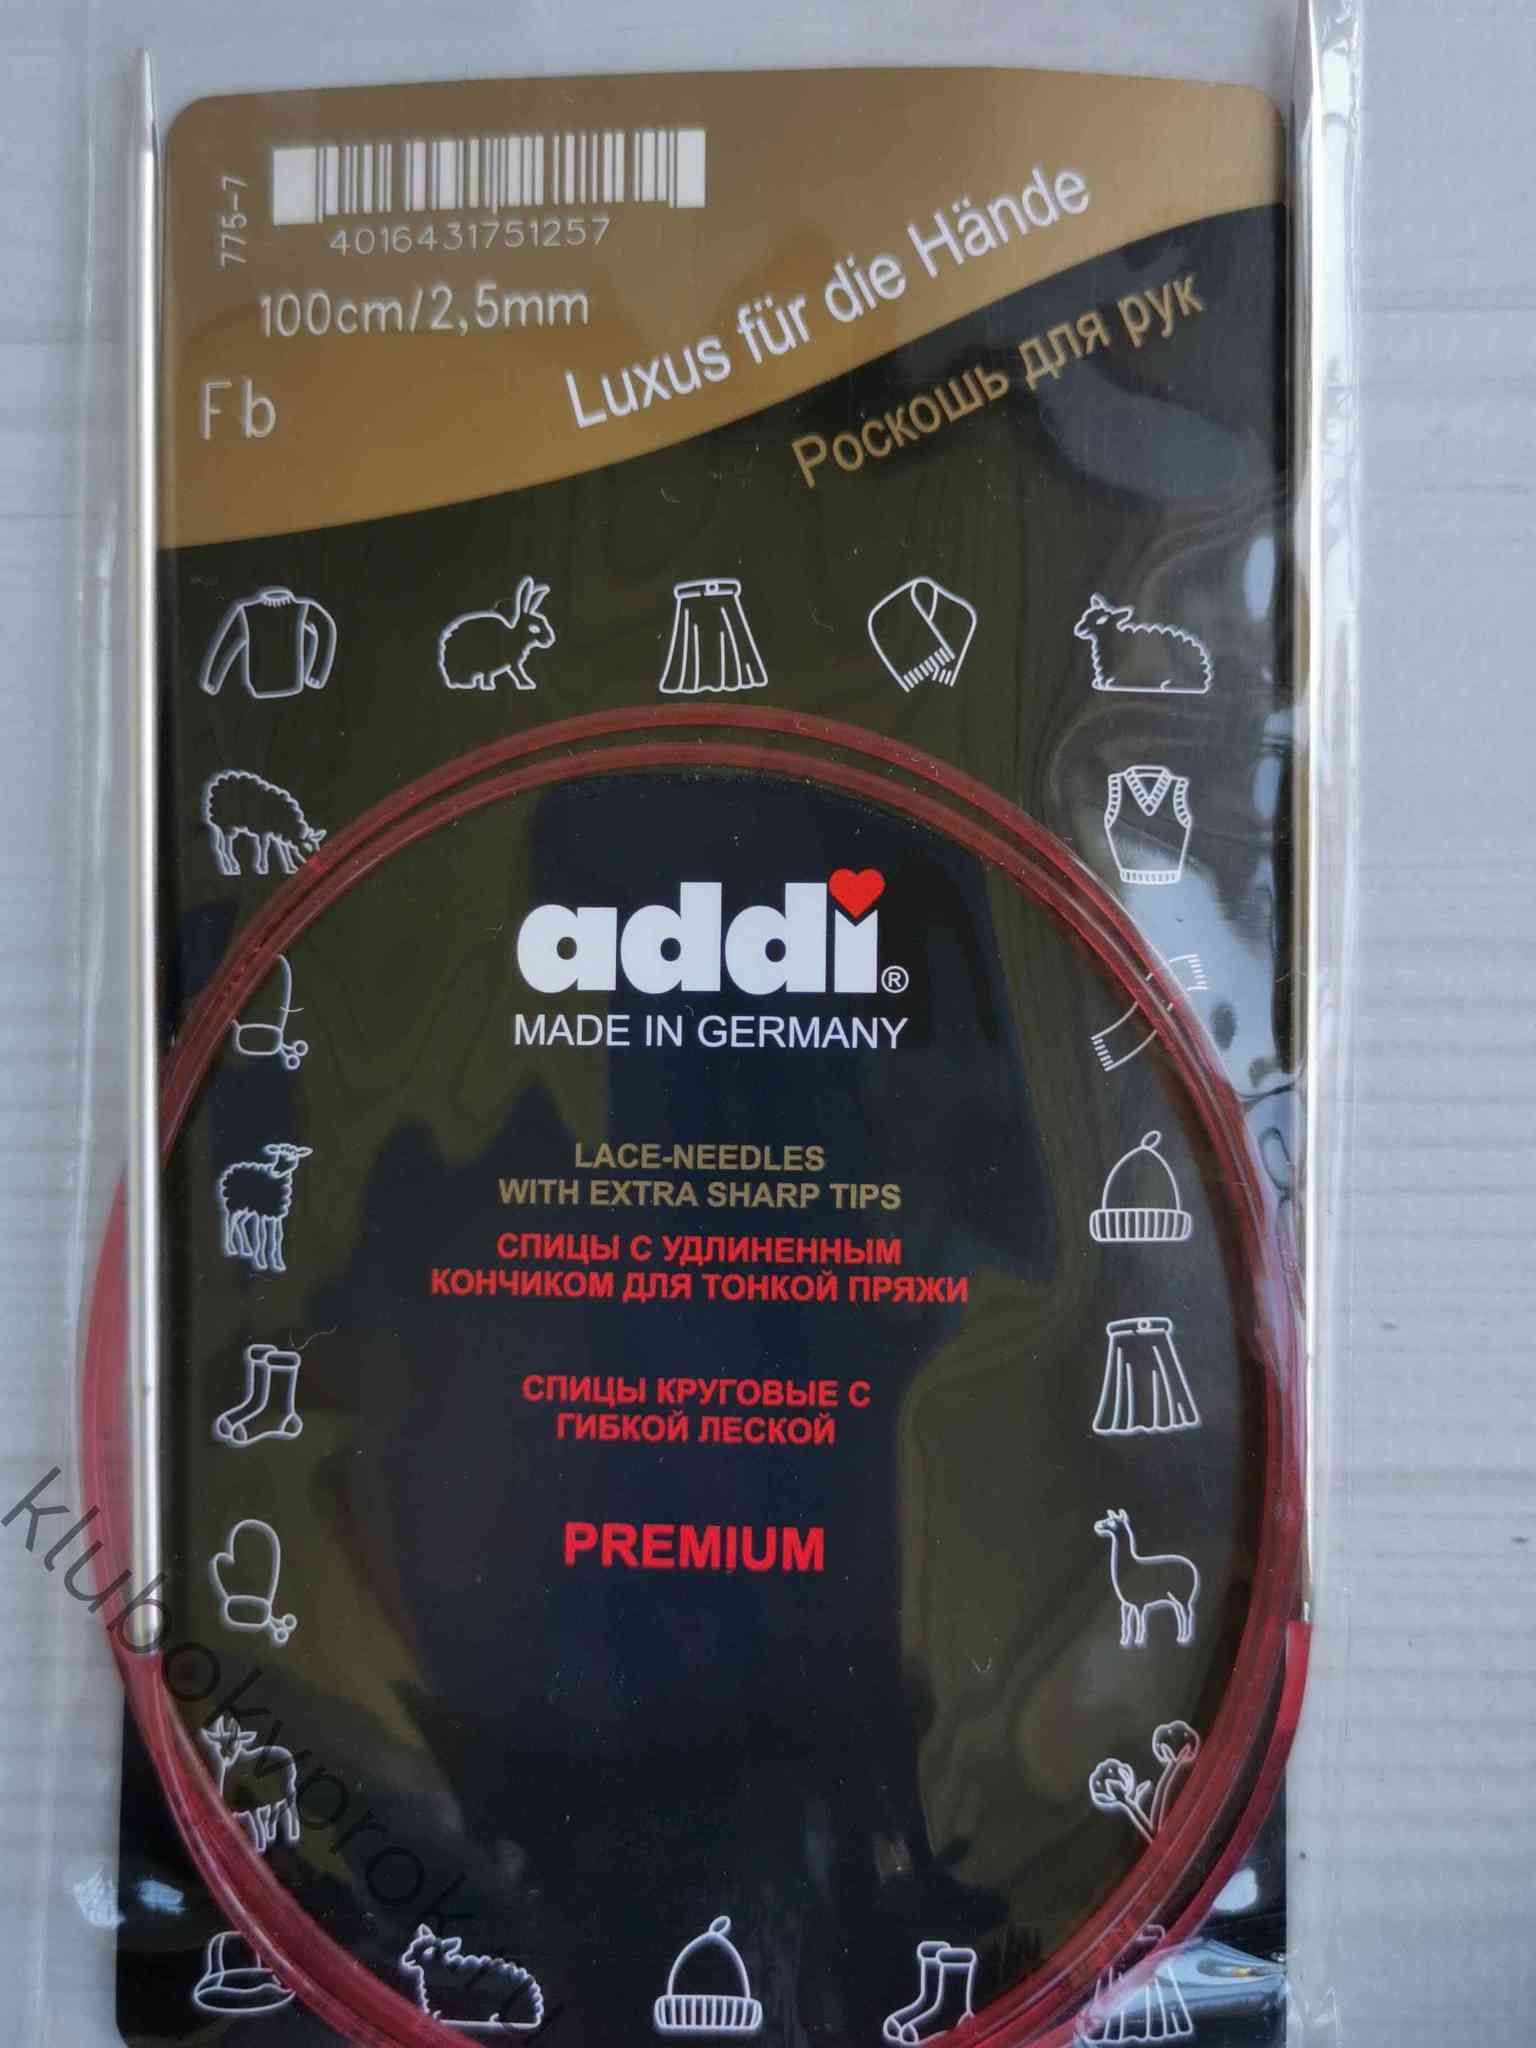 775-7
4016431751257
100cm/2,5mm
Fb
Luxus für die Hände
Роскошь для рук
addi®
MADE IN GERMANY
LACE-NEEDLES
WITH EXTRA SHARP TIPS
СПИЦЫ С УДЛИНЕННЫМ
КОНЧИКОМ ДЛЯ ТОНКОЙ ПРЯЖИ
СПИЦЫ КРУГОВЫЕ С
ГИБКОЙ ЛЕСКОЙ
PREMIUM
klubokvprok.ru